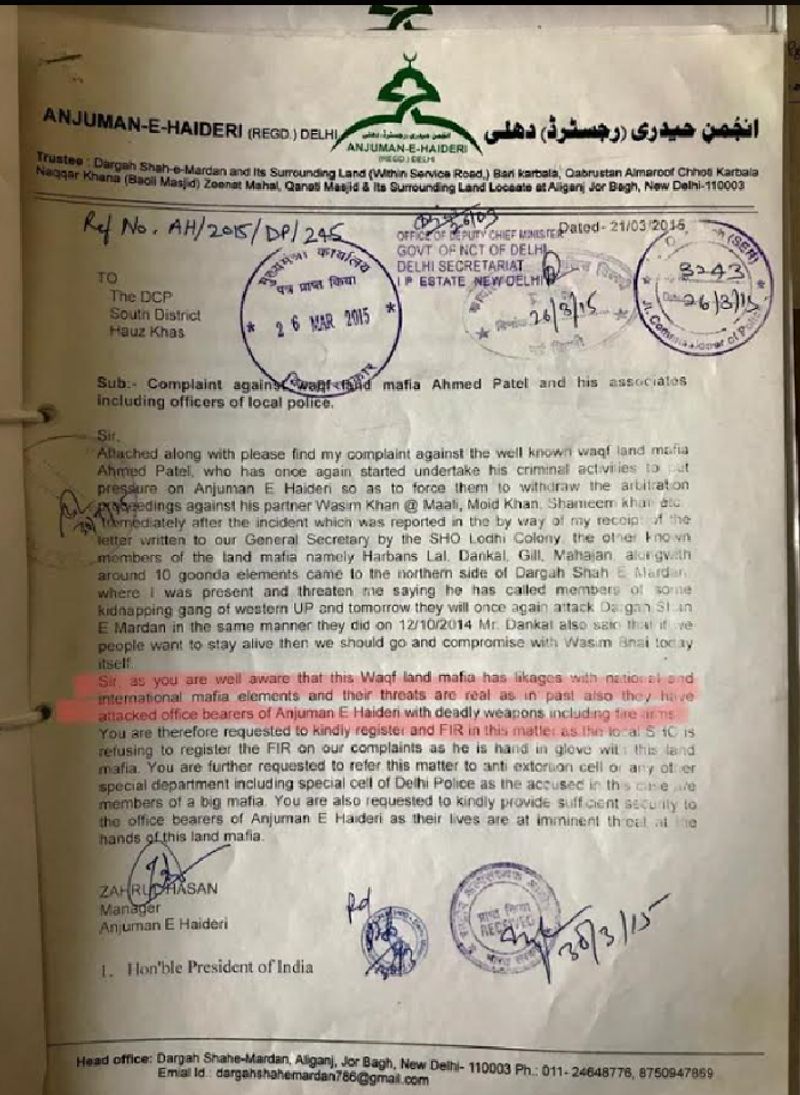 ANJUMAN-E-HAIDERI (REGD.) DELHI
انجمن حیدری (رجسٹرڈ) دهلی
ANJUMAN-E-HAIDERI
(REGD.) DELHI
Trustee : Dargah Shah-e-Mardan and Its Surrounding Land (Within Service Road,) Bari karbala, Qabrustan Almaroof Chhoti Karbala
Naqqar Khana (Baoli Masjid) Zeenat Mahal, Qanati Masjid & Its Surrounding Land Locaate at Aliganj Jor Bagh, New Delhi-110003
Ref No. AH/2015/DP/245
Dated- 21/03/2015
OFFICE OF DEPUTY CHIEF MINISTER
GOVT OF NCT OF DELHI
DELHI SECRETARIAT
I P ESTATE NEW DELHI
मुख्यमंत्री कार्यालय
पत्र प्राप्त किया
26 MAR 2015
26/3/15
3243
26/3/15
Jt. Commissioner of Police
TO
The DCP
South District
Hauz Khas
Sub:- Complaint against waqf land mafia Ahmed Patel and his associates
including officers of local police.
Sir,
Attached along with please find my complaint against the well known waqf land mafia
Ahmed Patel, who has once again started undertake his criminal activities to put
pressure on Anjuman E Haideri so as to force them to withdraw the arbitration
proceedings against his partner Wasim Khan @ Maali, Moid Khan, Shameem khan etc.
Immediately after the incident which was reported in the by way of my receipt of the
letter written to our General Secretary by the SHO Lodhi Colony, the other known
members of the land mafia namely Harbans Lal, Dankal, Gill, Mahajan, alongwith
around 10 goonda elements came to the northern side of Dargah Shah E Mardan
where I was present and threaten me saying he has called members of some
kidnapping gang of western UP and tomorrow they will once again attack Dargah Shan
E Mardan in the same manner they did on 12/10/2014 Mr. Dankal also said that if we
people want to stay alive then we should go and compromise with Wasim Bhai today
itself.
Sir, as you are well aware that this Waqf land mafia has likages with national and
international mafia elements and their threats are real as in past also they have
attacked office bearers of Anjuman E Haideri with deadly weapons including fire arms.
You are therefore requested to kindly register and FIR in this matter as the local SHO is
refusing to register the FIR on our complaints as he is hand in glove with this land
mafia. You are further requested to refer this matter to anti extortion cell or any other
special department including special cell of Delhi Police as the accused in this case are
members of a big mafia. You are also requested to kindly provide sufficient security to
the office bearers of Anjuman E Haideri as their lives are at imminent threat at the
hands of this land mafia.
ZAHRUL HASAN
Manager
Anjuman E Haideri
प्राप्त किया
RECEIVED
30/3/15
1. Hon'ble President of India
Head office: Dargah Shahe-Mardan, Aliganj, Jor Bagh, New Delhi- 110003 Ph.: 011- 24648776, 8750947869
Emial Id.: dargahshahemardan786@gmail.com